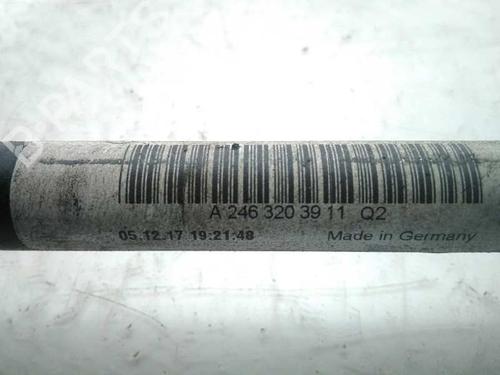 A 246 320 39 11 Q2
05.12.17 19:21:48 Made in Germany